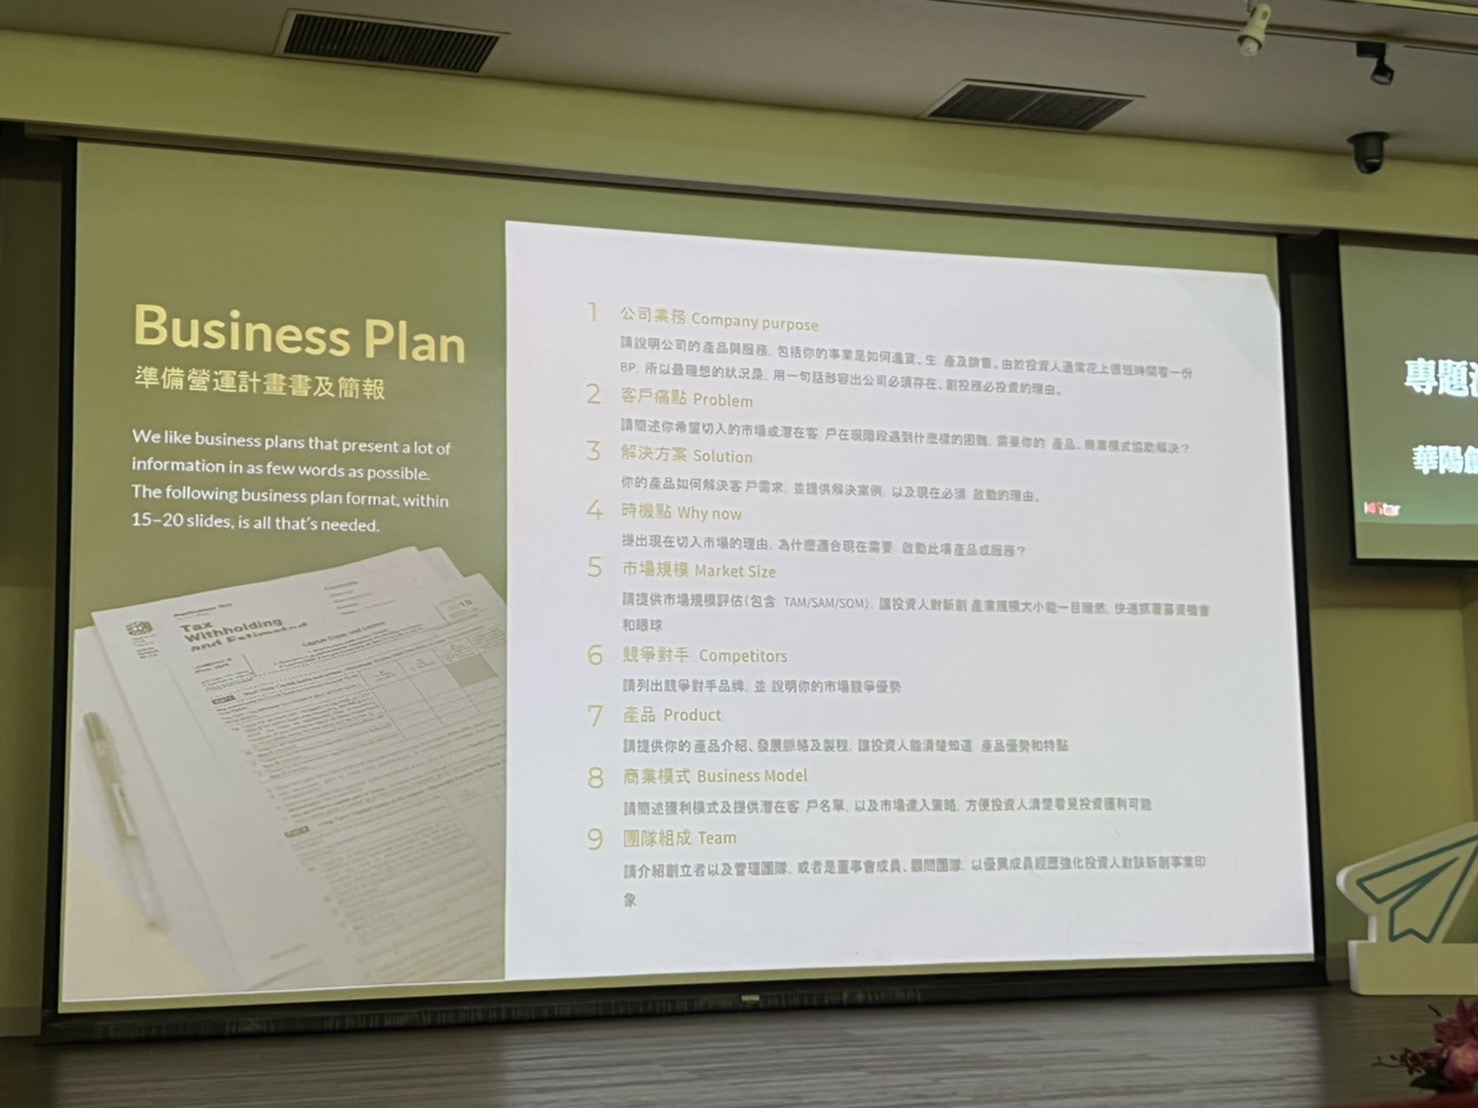 Business Plan
準備營運計畫書及簡報
We like business plans that present a lot of
information in as few words as possible.
The following business plan format, within
15–20 slides, is all that's needed.
Tax
Withholding
and Estimated
1 公司業務 Company purpose
請說明公司的產品與服務, 包括你的事業是如何進貨、生 產及銷售。由於投資人通常花上很短時間看一份
BP, 所以最理想的狀況是, 用一句話形容出公司必須存在、創投務必投資的理由。
2 客戶痛點 Problem
請簡述你希望切入的市場或潛在客 戶在現階段遇到什麼樣的困難, 需要你的 產品、商業模式協助解決？
3 解決方案 Solution
你的產品如何解決客戶需求, 並提供解決案例, 以及現在必須 啟動的理由。
4 時機點 Why now
提出現在切入市場的理由, 為什麼適合現在需要 啟動此項產品或服務？
5 市場規模 Market Size
請提供市場規模評估(包含 TAM/SAM/SOM), 讓投資人對新創 產業規模大小能一目瞭然, 快速抓著募資機會
和眼球
6 競爭對手 Competitors
請列出競爭對手品牌, 並 說明你的市場競爭優勢
7 產品 Product
請提供你的 產品介紹、發展脈絡及製程, 讓投資人能清楚知道 產品優勢和特點
8 商業模式 Business Model
請簡述獲利模式及提供潛在客 戶名單, 以及市場進入策略, 方便投資人清楚看見投資獲利可能
9 團隊組成 Team
請介紹創立者以及管理團隊, 或者是董事會成員、顧問團隊, 以優異成員經歷強化投資人對該新創事業印
象
專題
華陽